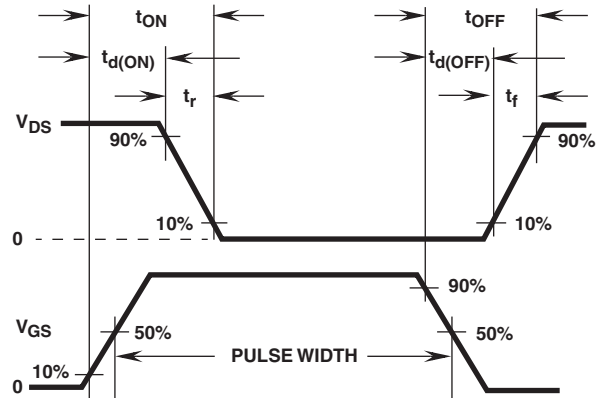 tON tOFF
td(ON) td(OFF)
tr tf
VDS
90% 90%
10% 10%
0
90%
VGS 50% 50%
PULSE WIDTH
10%
0